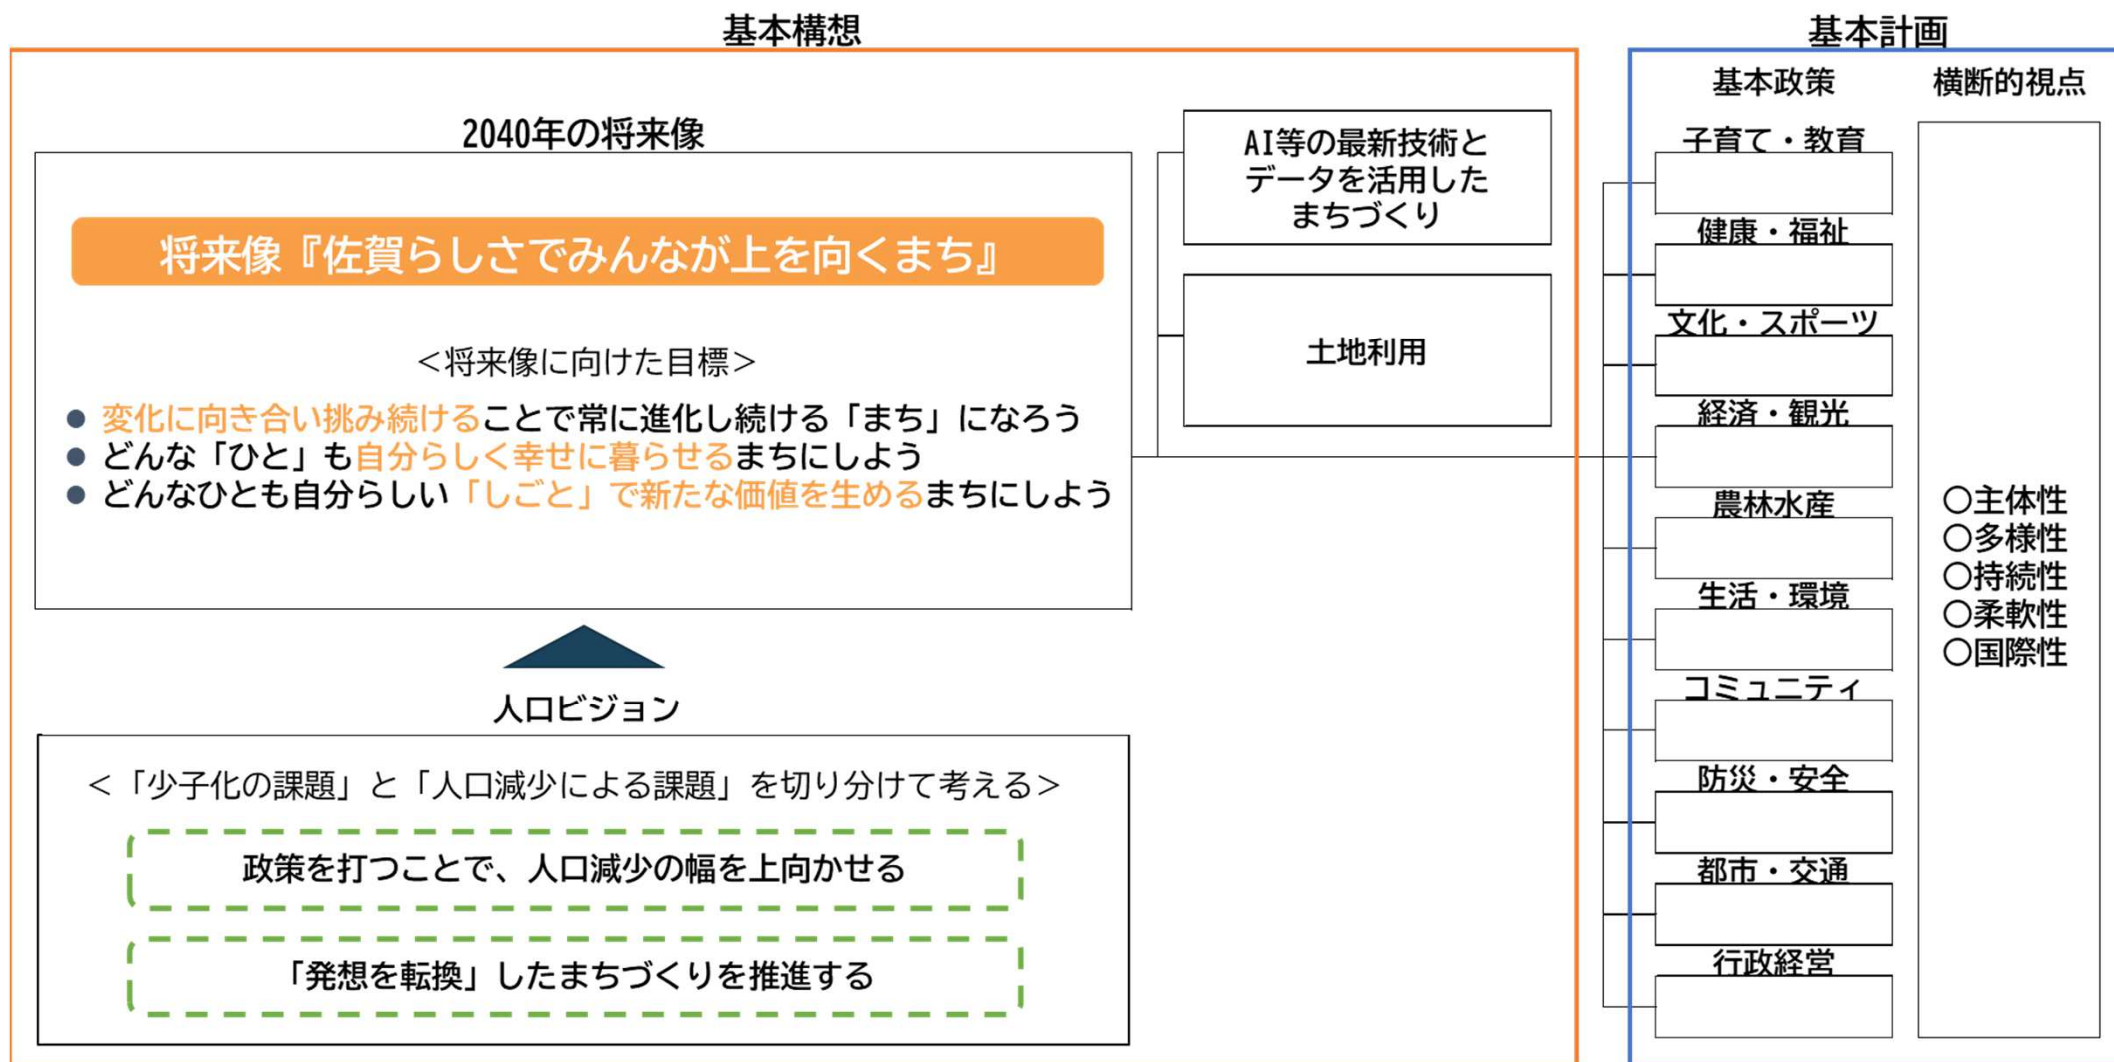 基本構想
2040年の将来像
将来像『佐賀らしさでみんなが上を向くまち』
＜将来像に向けた目標＞
● 変化に向き合い挑み続けることで常に進化し続ける「まち」になろう
● どんな「ひと」も自分らしく幸せに暮らせるまちにしよう
● どんなひとも自分らしい「しごと」で新たな価値を生めるまちにしよう
人口ビジョン
＜「少子化の課題」と「人口減少による課題」を切り分けて考える＞
政策を打つことで、人口減少の幅を上向かせる
「発想を転換」したまちづくりを推進する
AI等の最新技術と
データを活用した
まちづくり
土地利用
基本計画
基本政策
子育て・教育
健康・福祉
文化・スポーツ
経済・観光
農林水産
生活・環境
コミュニティ
防災・安全
都市・交通
行政経営
横断的視点
○主体性
○多様性
○持続性
○柔軟性
○国際性